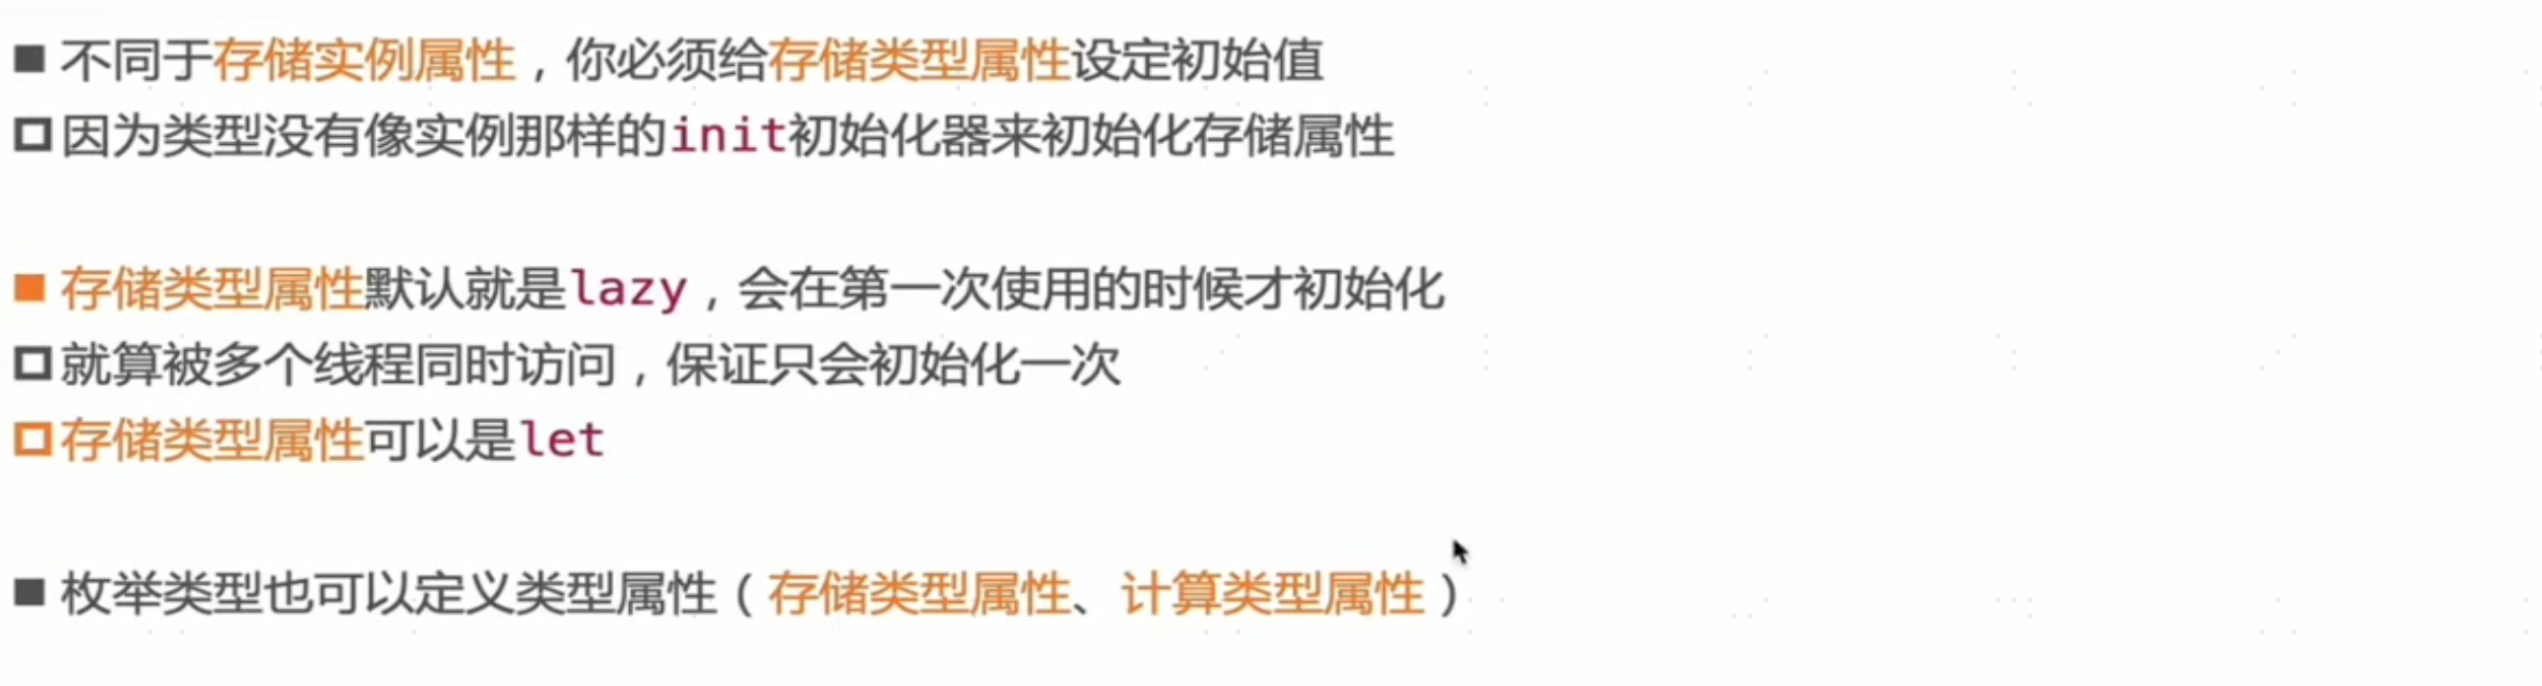 不同于存储实例属性，你必须给存储类型属性设定初始值
因为类型没有像实例那样的init初始化器来初始化存储属性
存储类型属性默认就是lazy，会在第一次使用的时候才初始化
就算被多个线程同时访问，保证只会初始化一次
存储类型属性可以是let
枚举类型也可以定义类型属性（存储类型属性、计算类型属性）